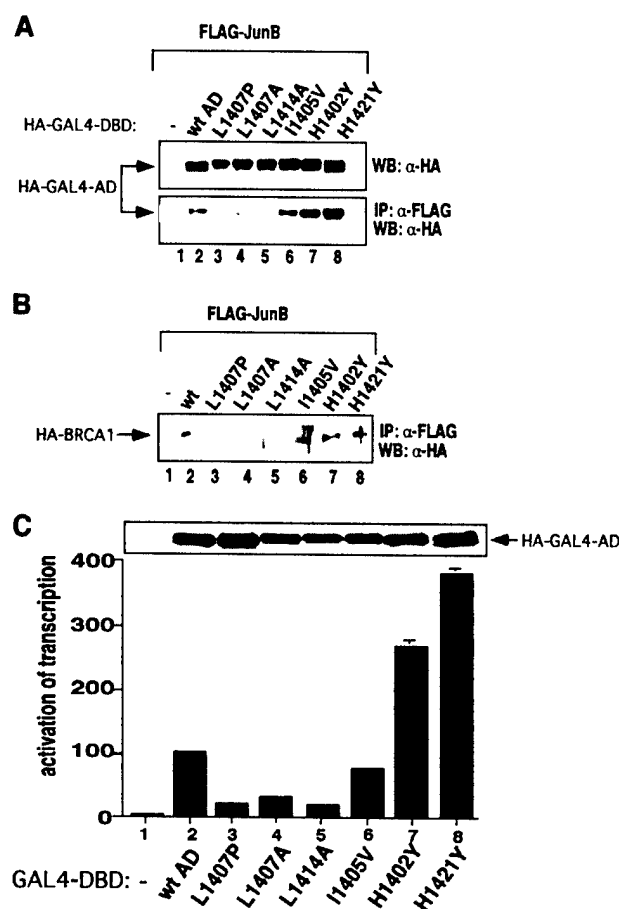 A
FLAG-JunB
HA-GAL4-DBD: - wt AD L1407P L1407A L1414A I1405V H1402Y H1421Y
WB: α-HA
HA-GAL4-AD
IP: α-FLAG
WB: α-HA
1 2 3 4 5 6 7 8
B
FLAG-JunB
- wt L1407P L1407A L1414A I1405V H1402Y H1421Y
HA-BRCA1
IP: α-FLAG
WB: α-HA
1 2 3 4 5 6 7 8
C
HA-GAL4-AD
activation of transcription
400
300
200
100
0
1 2 3 4 5 6 7 8
GAL4-DBD: - wt AD L1407P L1407A L1414A I1405V H1402Y H1421Y